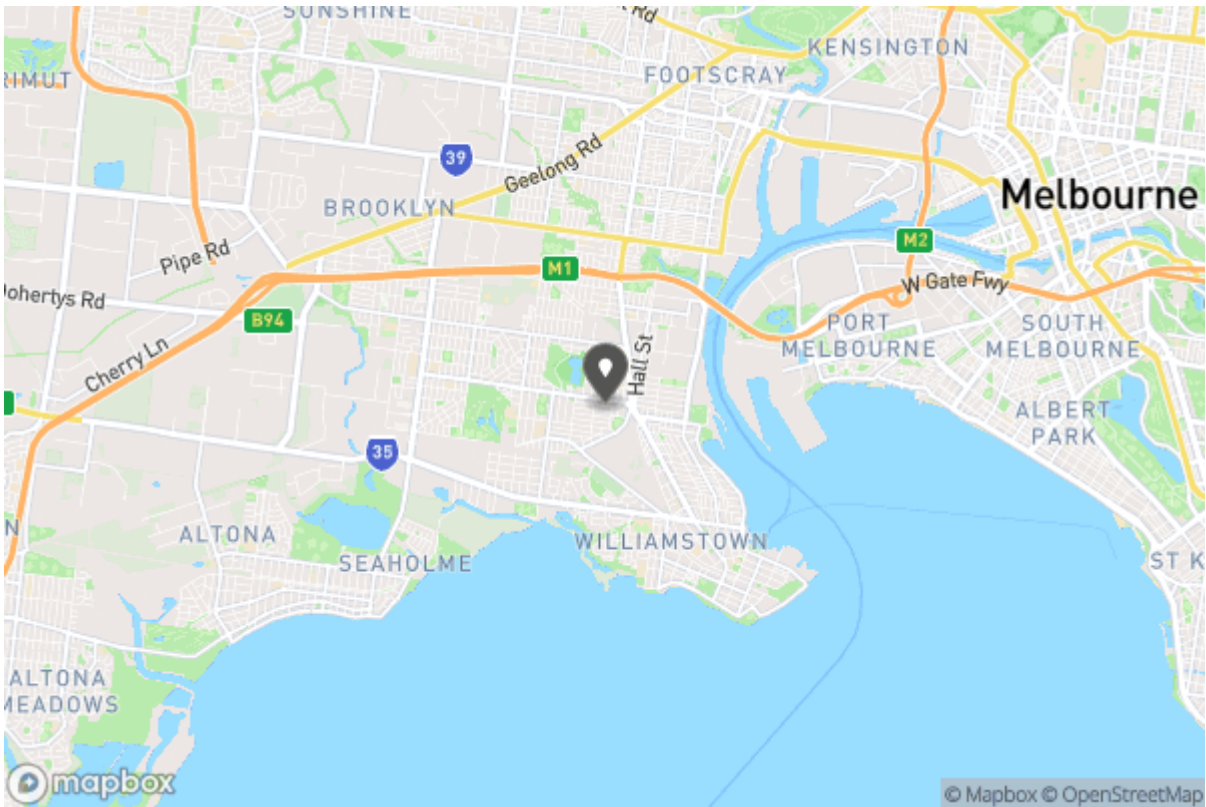 SUNSHINE
Rd
KENSINGTON
FOOTSCRAY
RIMUT
39
Geelong Rd
BROOKLYN
Melbourne
Pipe Rd
M2
M1
W Gate Fwy
Dohertys Rd
B94
PORT
MELBOURNE
SOUTH
MELBOURNE
Cherry Ln
Hall St
ALBERT
PARK
35
N
ALTONA
WILLIAMSTOWN
SEAHOLME
ST K
ALTONA
MEADOWS
mapbox
© Mapbox © OpenStreetMap